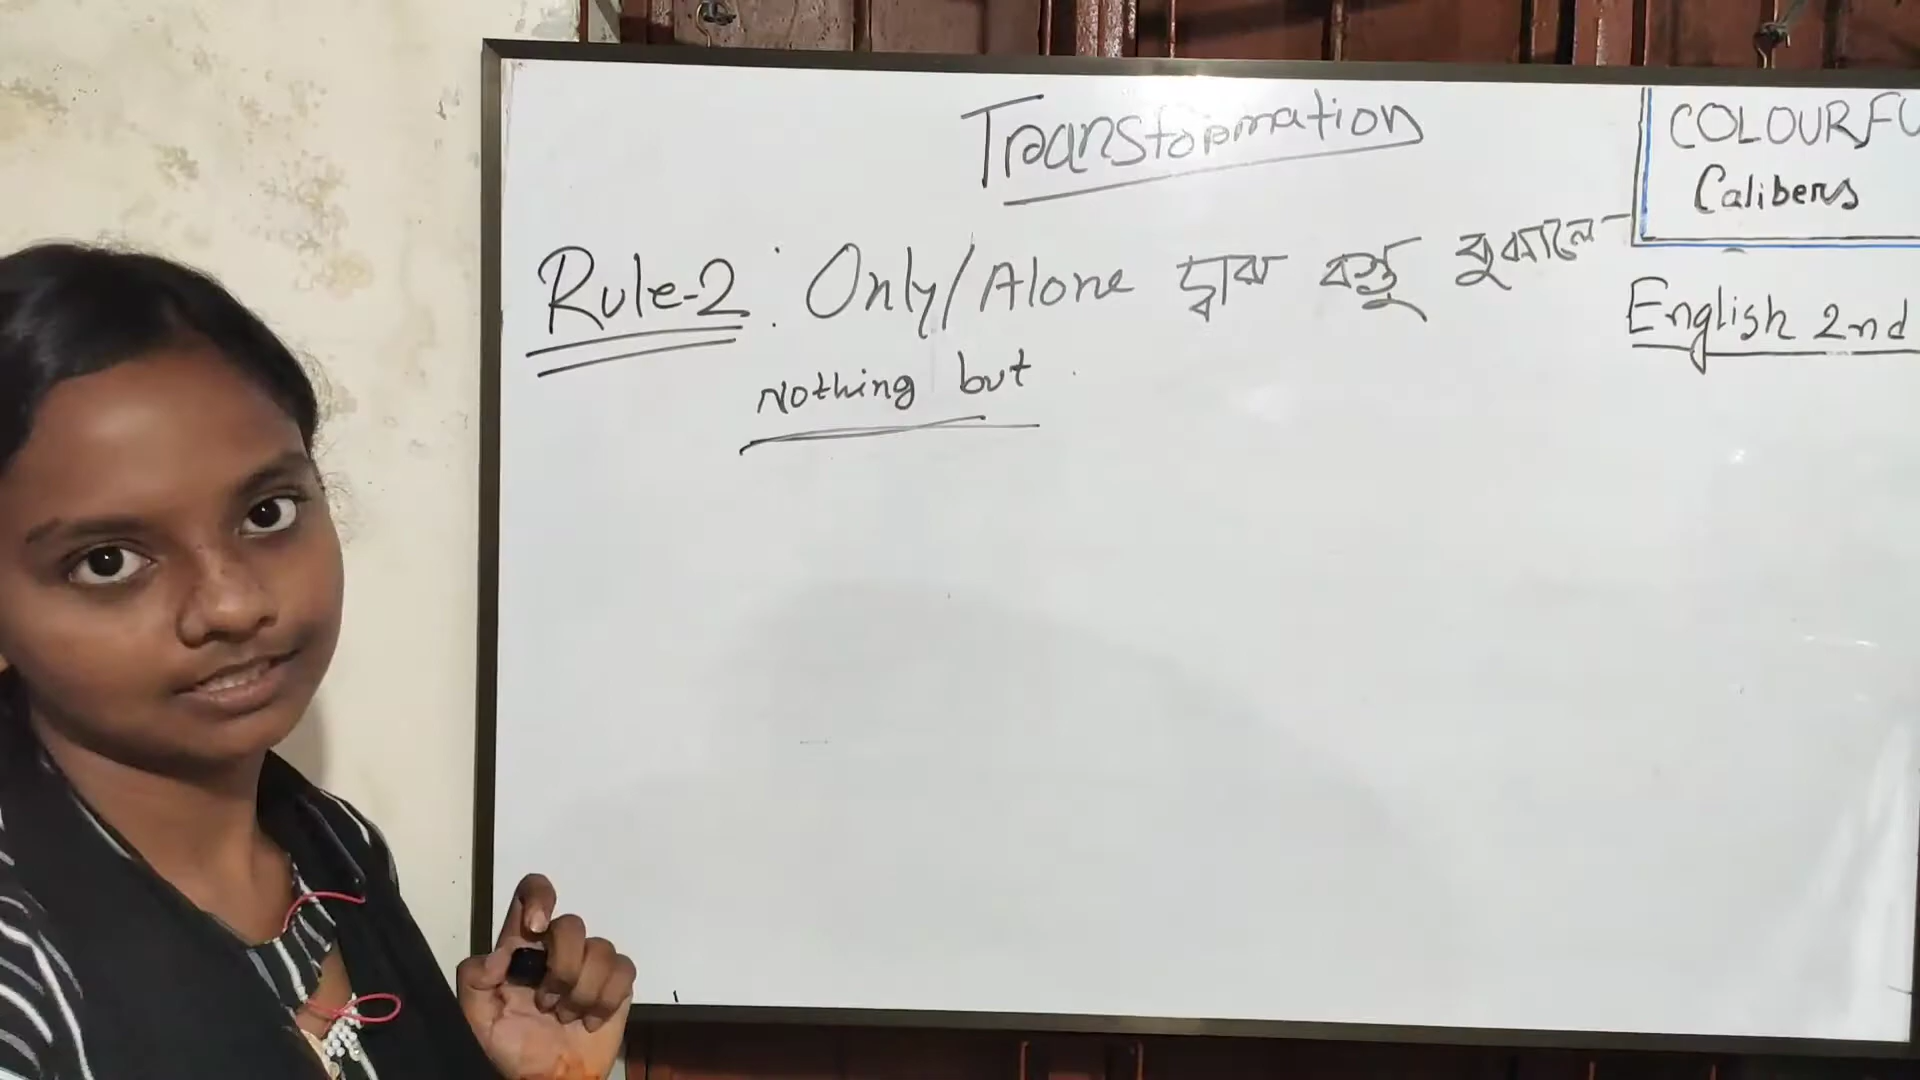 Transformation
COLOURFU
Calibers
Rule-2 : Only/Alone দ্বারা বস্তু বুঝালে-
English 2nd
Nothing but